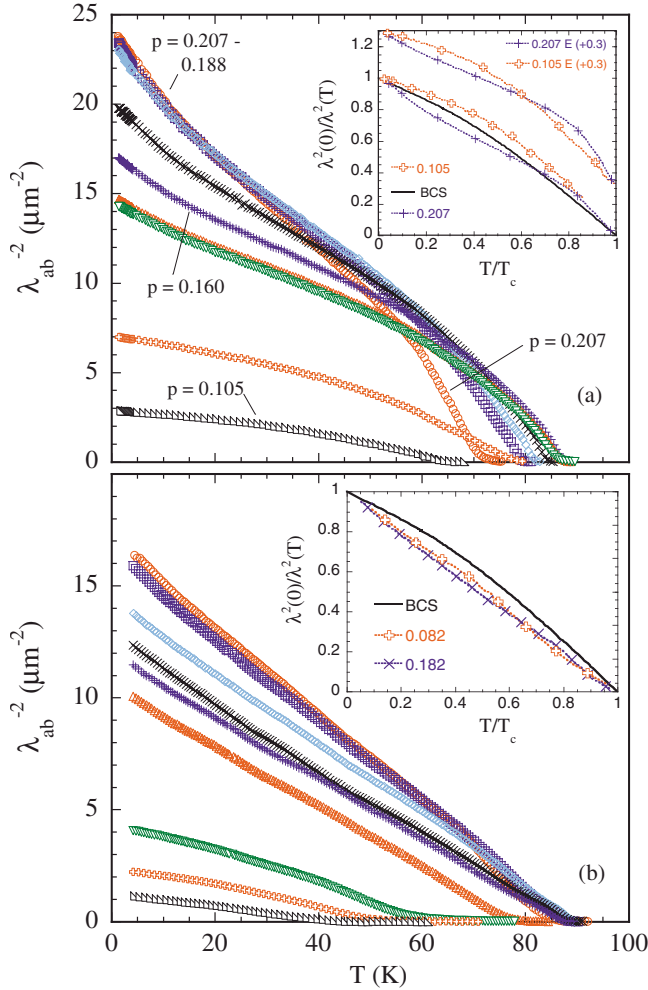 25
20
15
10
5
0
λab⁻² (µm⁻²)
p = 0.207 -
0.188
p = 0.160
p = 0.105
p = 0.207
(a)
1.2
1
0.8
0.6
0.4
0.2
0
λ²(0)/λ²(T)
0.207 E (+0.3)
0.105 E (+0.3)
0.105
BCS
0.207
0 0.2 0.4 0.6 0.8 1
T/Tc
15
10
5
0
λab⁻² (µm⁻²)
(b)
1
0.8
0.6
0.4
0.2
0
λ²(0)/λ²(T)
BCS
0.082
0.182
0 0.2 0.4 0.6 0.8 1
T/Tc
0 20 40 60 80 100
T (K)